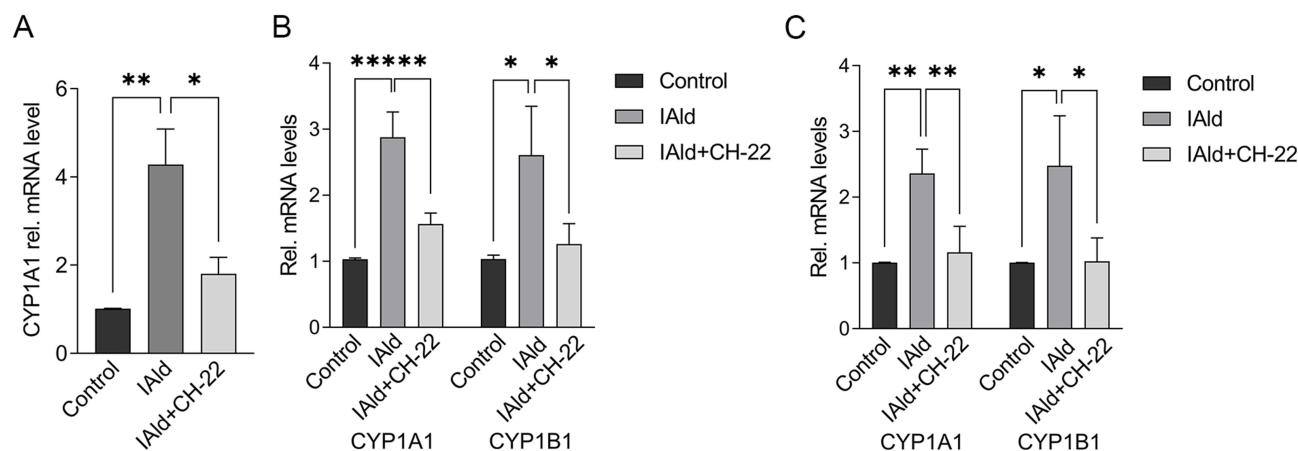 A
CYP1A1 rel. mRNA level
6
4
2
0
** *
Control
IAld
IAld+CH-22
B
Rel. mRNA levels
4
3
2
1
0
***** * *
Control
IAld
IAld+CH-22
CYP1A1
Control
IAld
IAld+CH-22
CYP1B1
Control
IAld
IAld+CH-22
C
Rel. mRNA levels
4
3
2
1
0
** ** * *
Control
IAld
IAld+CH-22
CYP1A1
Control
IAld
IAld+CH-22
CYP1B1
Control
IAld
IAld+CH-22